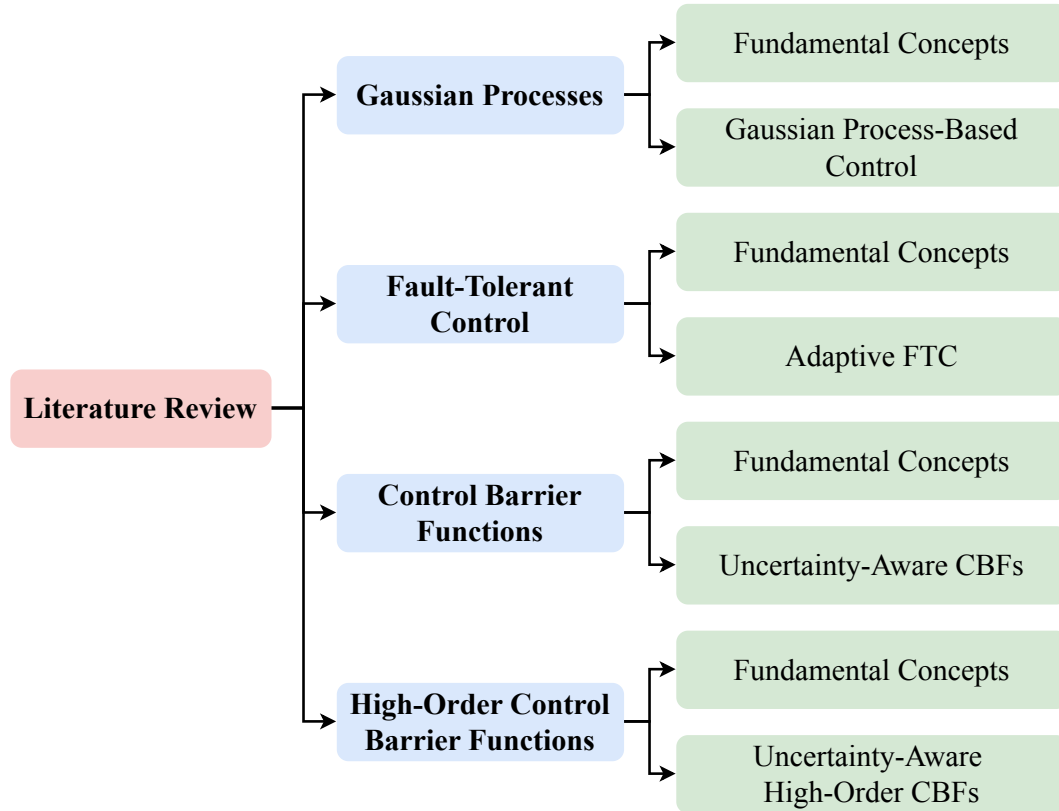 Literature Review
Gaussian Processes
Fundamental Concepts
Gaussian Process-Based
Control
Fault-Tolerant
Control
Fundamental Concepts
Adaptive FTC
Control Barrier
Functions
Fundamental Concepts
Uncertainty-Aware CBFs
High-Order Control
Barrier Functions
Fundamental Concepts
Uncertainty-Aware
High-Order CBFs